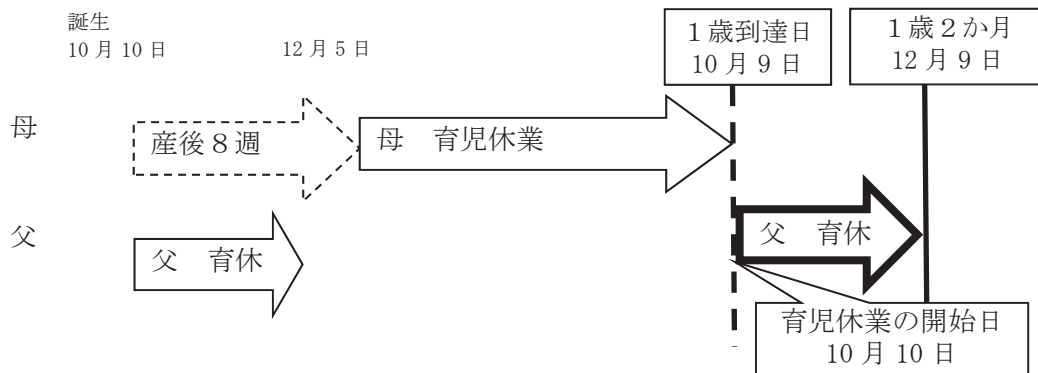 誕生
10月10日
12月5日
１歳到達日
10月9日
１歳２か月
12月9日
母
産後８週
母　育児休業
父
父　育休
父　育休
育児休業の開始日
10月10日